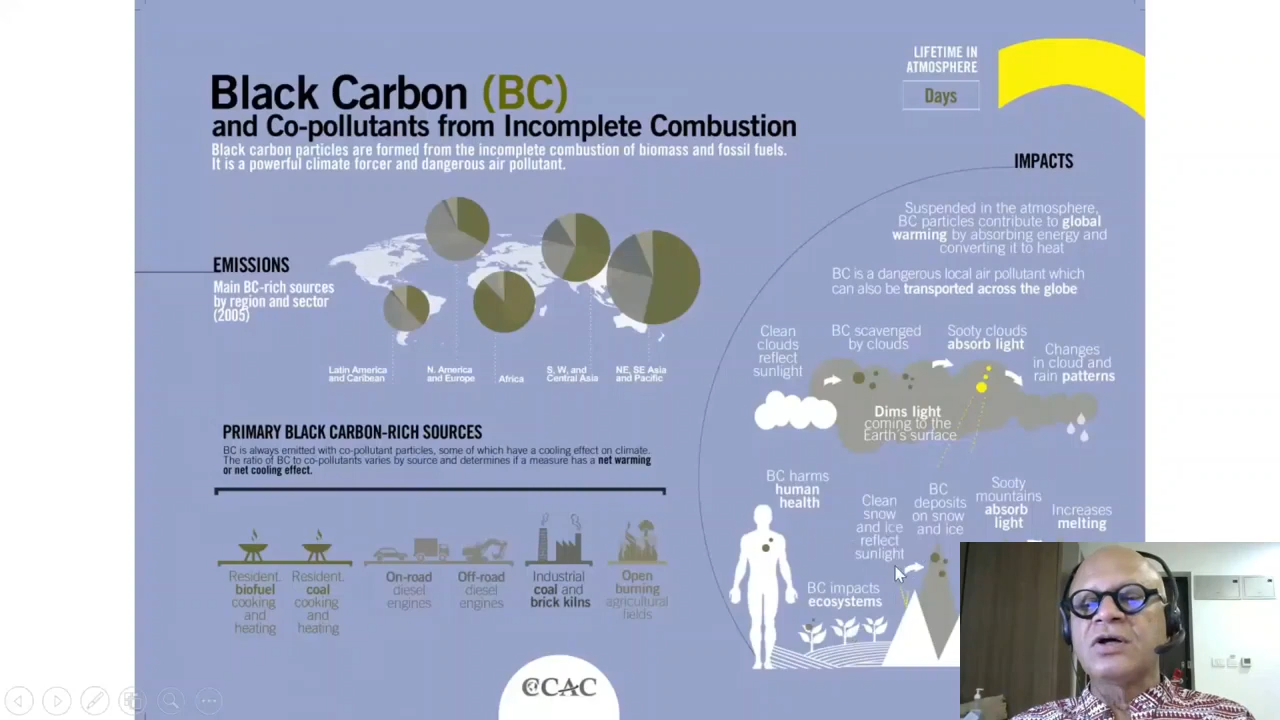 LIFETIME IN
ATMOSPHERE
Days
Black Carbon (BC)
and Co-pollutants from Incomplete Combustion
Black carbon particles are formed from the incomplete combustion of biomass and fossil fuels.
It is a powerful climate forcer and dangerous air pollutant.
IMPACTS
Suspended in the atmosphere,
BC particles contribute to global
warming by absorbing energy and
converting it to heat
BC is a dangerous local air pollutant which
can also be transported across the globe
EMISSIONS
Main BC-rich sources
by region and sector
(2005)
Latin America
and Caribean
N. America
and Europe
Africa
S, W, and
Central Asia
NE, SE Asia
and Pacific
Clean
clouds
reflect
sunlight
BC scavenged
by clouds
Sooty clouds
absorb light
Changes
in cloud and
rain patterns
Dims light
coming to the
Earth's surface
PRIMARY BLACK CARBON-RICH SOURCES
BC is always emitted with co-pollutant particles, some of which have a cooling effect on climate.
The ratio of BC to co-pollutants varies by source and determines if a measure has a net warming
or net cooling effect.
Resident.
biofuel
cooking
and
heating
Resident.
coal
cooking
and
heating
On-road
diesel
engines
Off-road
diesel
engines
Industrial
coal and
brick kilns
Open
burning
agricultural
fields
BC harms
human
health
Clean
snow
and ice
reflect
sunlight
BC
deposits
on snow
and ice
Sooty
mountains
absorb
light
Increases
melting
BC impacts
ecosystems
CCAC